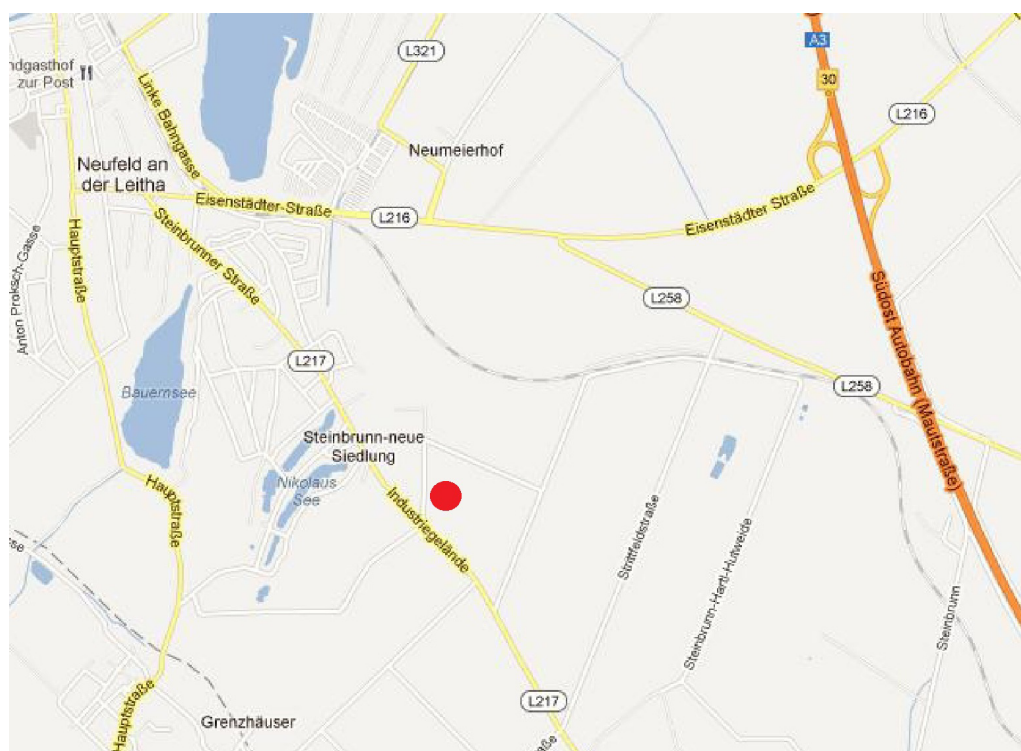 A3
L321
ndgasthof
zur Post
30
Linke Bahngasse
L216
Neumeierhof
Neufeld an
der Leitha
Eisenstädter-Straße
L216
Eisenstädter Straße
Hauptstraße
Steinbrunner Straße
Anton Proksch-Gasse
L258
Südost Autobahn (Mautstraße)
L217
L258
Bauernsee
Steinbrunn-neue
Siedlung
Nikolaus
See
Hauptstraße
Industriegelände
Strittfeldstraße
Steinbrunn-Hartl-Hutweide
sse
Steinbrunn
Hauptstraße
L217
Grenzhäuser
aße